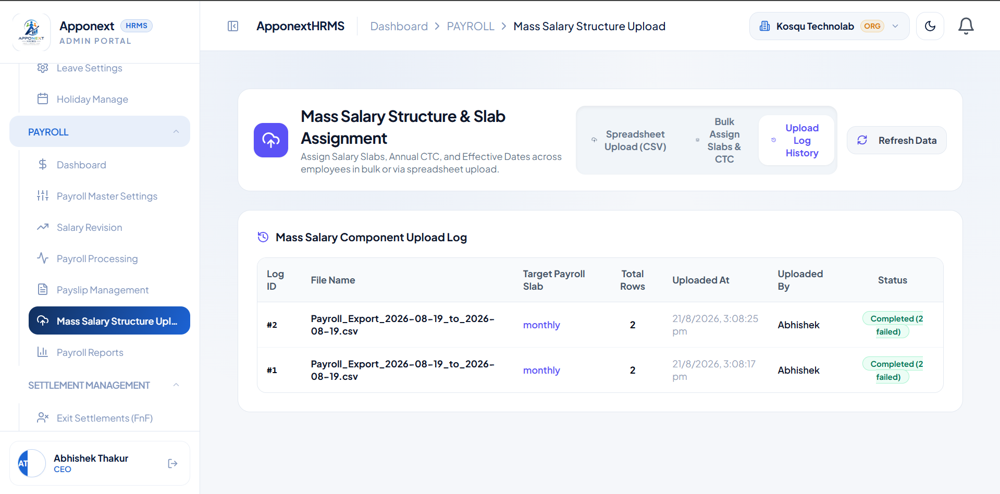 Apponext HRMS
ADMIN PORTAL
APPONEXT
HRMS
Leave Settings
Holiday Manage
PAYROLL
Dashboard
Payroll Master Settings
Salary Revision
Payroll Processing
Payslip Management
Mass Salary Structure Upl...
Payroll Reports
SETTLEMENT MANAGEMENT
Exit Settlements (FnF)
AT
Abhishek Thakur
CEO
ApponextHRMS
Dashboard > PAYROLL > Mass Salary Structure Upload
Kosqu Technolab ORG
Mass Salary Structure & Slab
Assignment
Assign Salary Slabs, Annual CTC, and Effective Dates across
employees in bulk or via spreadsheet upload.
Spreadsheet
Upload (CSV)
Bulk
Assign
Slabs &
CTC
Upload
Log
History
Refresh Data
Mass Salary Component Upload Log
Log
ID
File Name
Target Payroll
Slab
Total
Rows
Uploaded At
Uploaded
By
Status
#2
Payroll_Export_2026-08-19_to_2026-
08-19.csv
monthly
2
21/8/2026, 3:08:25
pm
Abhishek
Completed (2
failed)
#1
Payroll_Export_2026-08-19_to_2026-
08-19.csv
monthly
2
21/8/2026, 3:08:17
pm
Abhishek
Completed (2
failed)